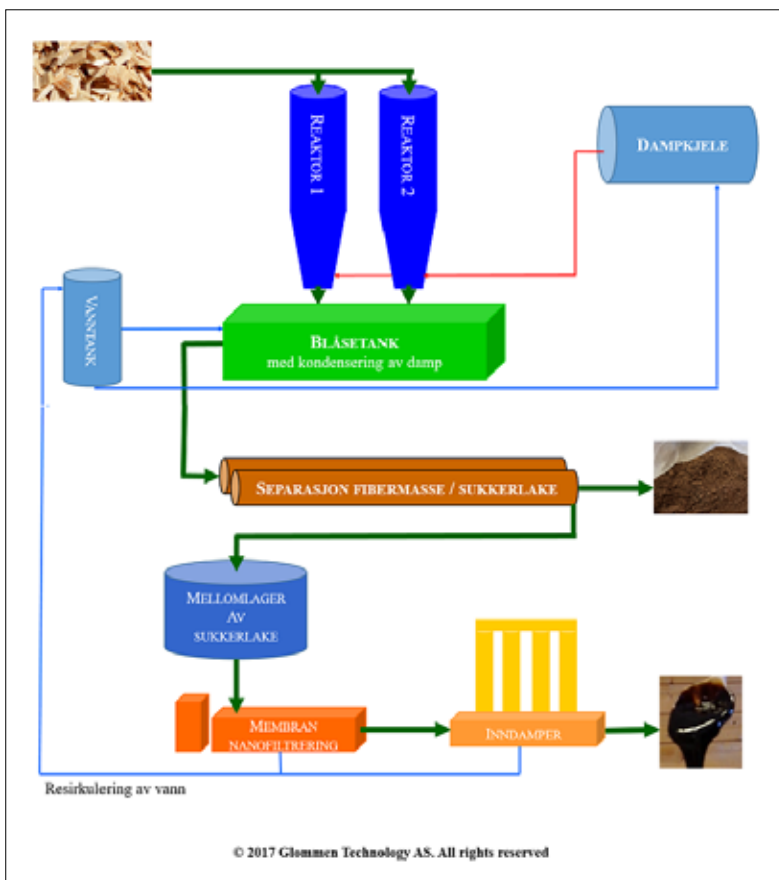 REAKTOR 1
REAKTOR 2
DAMPKJELE
VANNTANK
BLÅSETANK
med kondensering av damp
SEPARASJON FIBERMASSE / SUKKERLAKE
MELLOMLAGER
AV
SUKKERLAKE
MEMBRAN
NANOFILTRERING
INNDAMPER
Resirkulering av vann
© 2017 Glommen Technology AS. All rights reserved